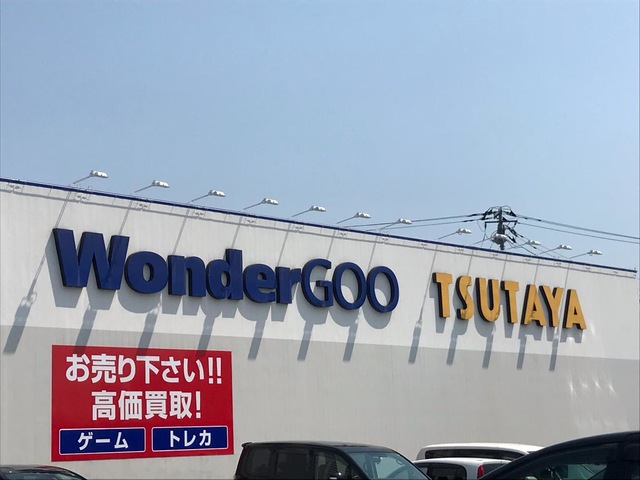 WonderGOO
TSUTAYA
お売り下さい!!
高価買取!
ゲーム
トレカ